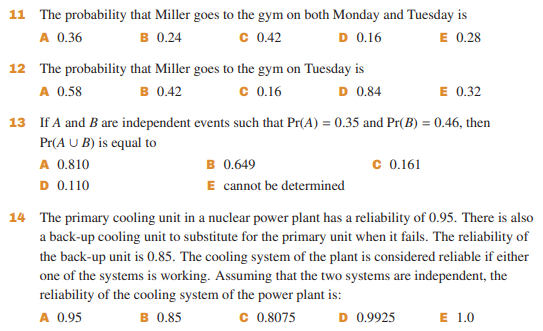 11 The probability that Miller goes to the gym on both Monday and Tuesday is
A 0.36 B 0.24 C 0.42 D 0.16 E 0.28
12 The probability that Miller goes to the gym on Tuesday is
A 0.58 B 0.42 C 0.16 D 0.84 E 0.32
13 If A and B are independent events such that Pr(A) = 0.35 and Pr(B) = 0.46, then
Pr(A ∪ B) is equal to
A 0.810 B 0.649 C 0.161
D 0.110 E cannot be determined
14 The primary cooling unit in a nuclear power plant has a reliability of 0.95. There is also
a back-up cooling unit to substitute for the primary unit when it fails. The reliability of
the back-up unit is 0.85. The cooling system of the plant is considered reliable if either
one of the systems is working. Assuming that the two systems are independent, the
reliability of the cooling system of the power plant is:
A 0.95 B 0.85 C 0.8075 D 0.9925 E 1.0